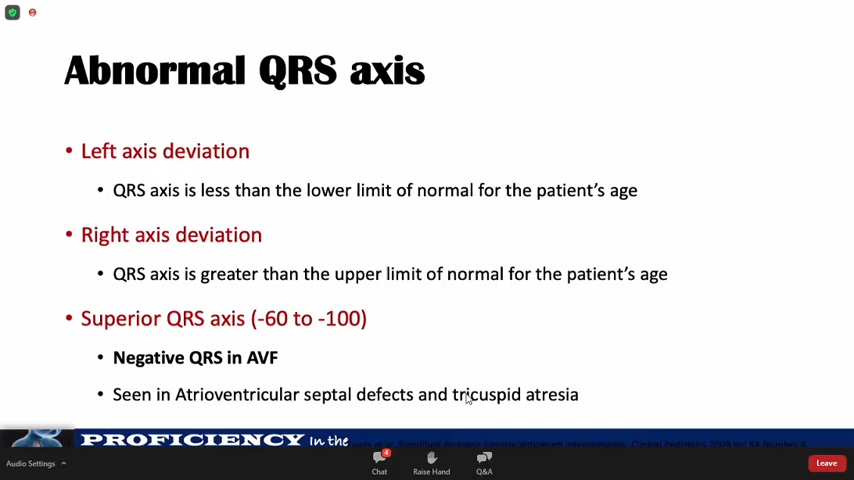 Abnormal QRS axis
• Left axis deviation
• QRS axis is less than the lower limit of normal for the patient's age
• Right axis deviation
• QRS axis is greater than the upper limit of normal for the patient's age
• Superior QRS axis (-60 to -100)
• Negative QRS in AVF
• Seen in Atrioventricular septal defects and tricuspid atresia
PROFICIENCY In the
Audio Settings
4
Chat
Raise Hand
Q&A
Leave